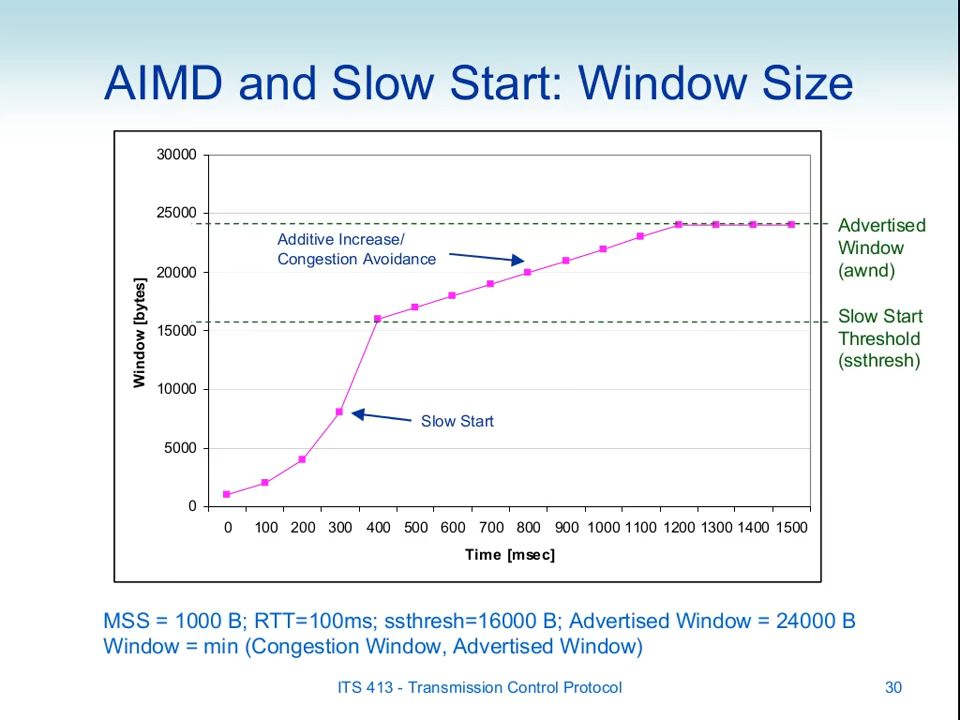 AIMD and Slow Start: Window Size
30000
25000
20000
15000
10000
5000
0
Window [bytes]
Additive Increase/
Congestion Avoidance
Slow Start
Advertised
Window
(awnd)
Slow Start
Threshold
(ssthresh)
0 100 200 300 400 500 600 700 800 900 1000 1100 1200 1300 1400 1500
Time [msec]
MSS = 1000 B; RTT=100ms; ssthresh=16000 B; Advertised Window = 24000 B
Window = min (Congestion Window, Advertised Window)
ITS 413 - Transmission Control Protocol
30